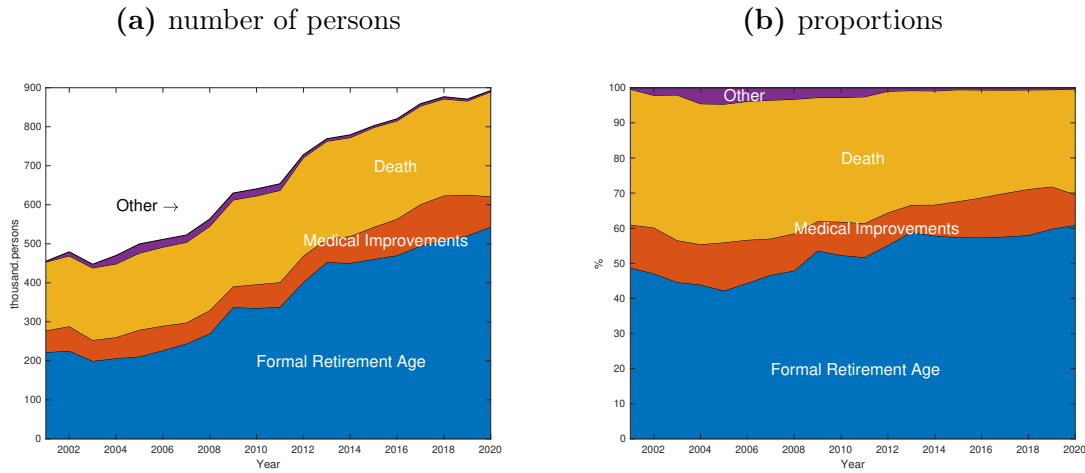 (a) number of persons
900
800
700
600
500
400
300
200
100
0
thousand.persons
Other →
Death
Medical Improvements
Formal Retirement Age
2002 2004 2006 2008 2010 2012 2014 2016 2018 2020
Year
(b) proportions
100
90
80
70
60
50
40
30
20
10
0
%
Other
Death
Medical Improvements
Formal Retirement Age
2002 2004 2006 2008 2010 2012 2014 2016 2018 2020
Year